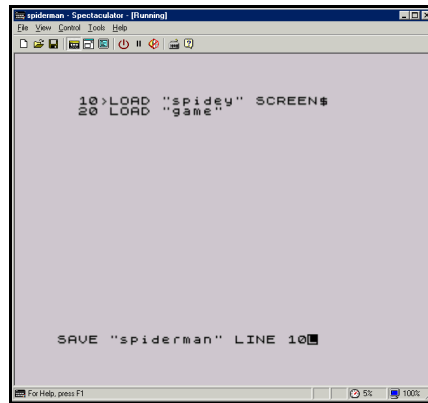 spiderman - Spectaculator - [Running]
File View Control Tools Help
10>LOAD "spidey" SCREEN$
20 LOAD "game"
SAVE "spiderman" LINE 10L
For Help, press F1 5% 100%